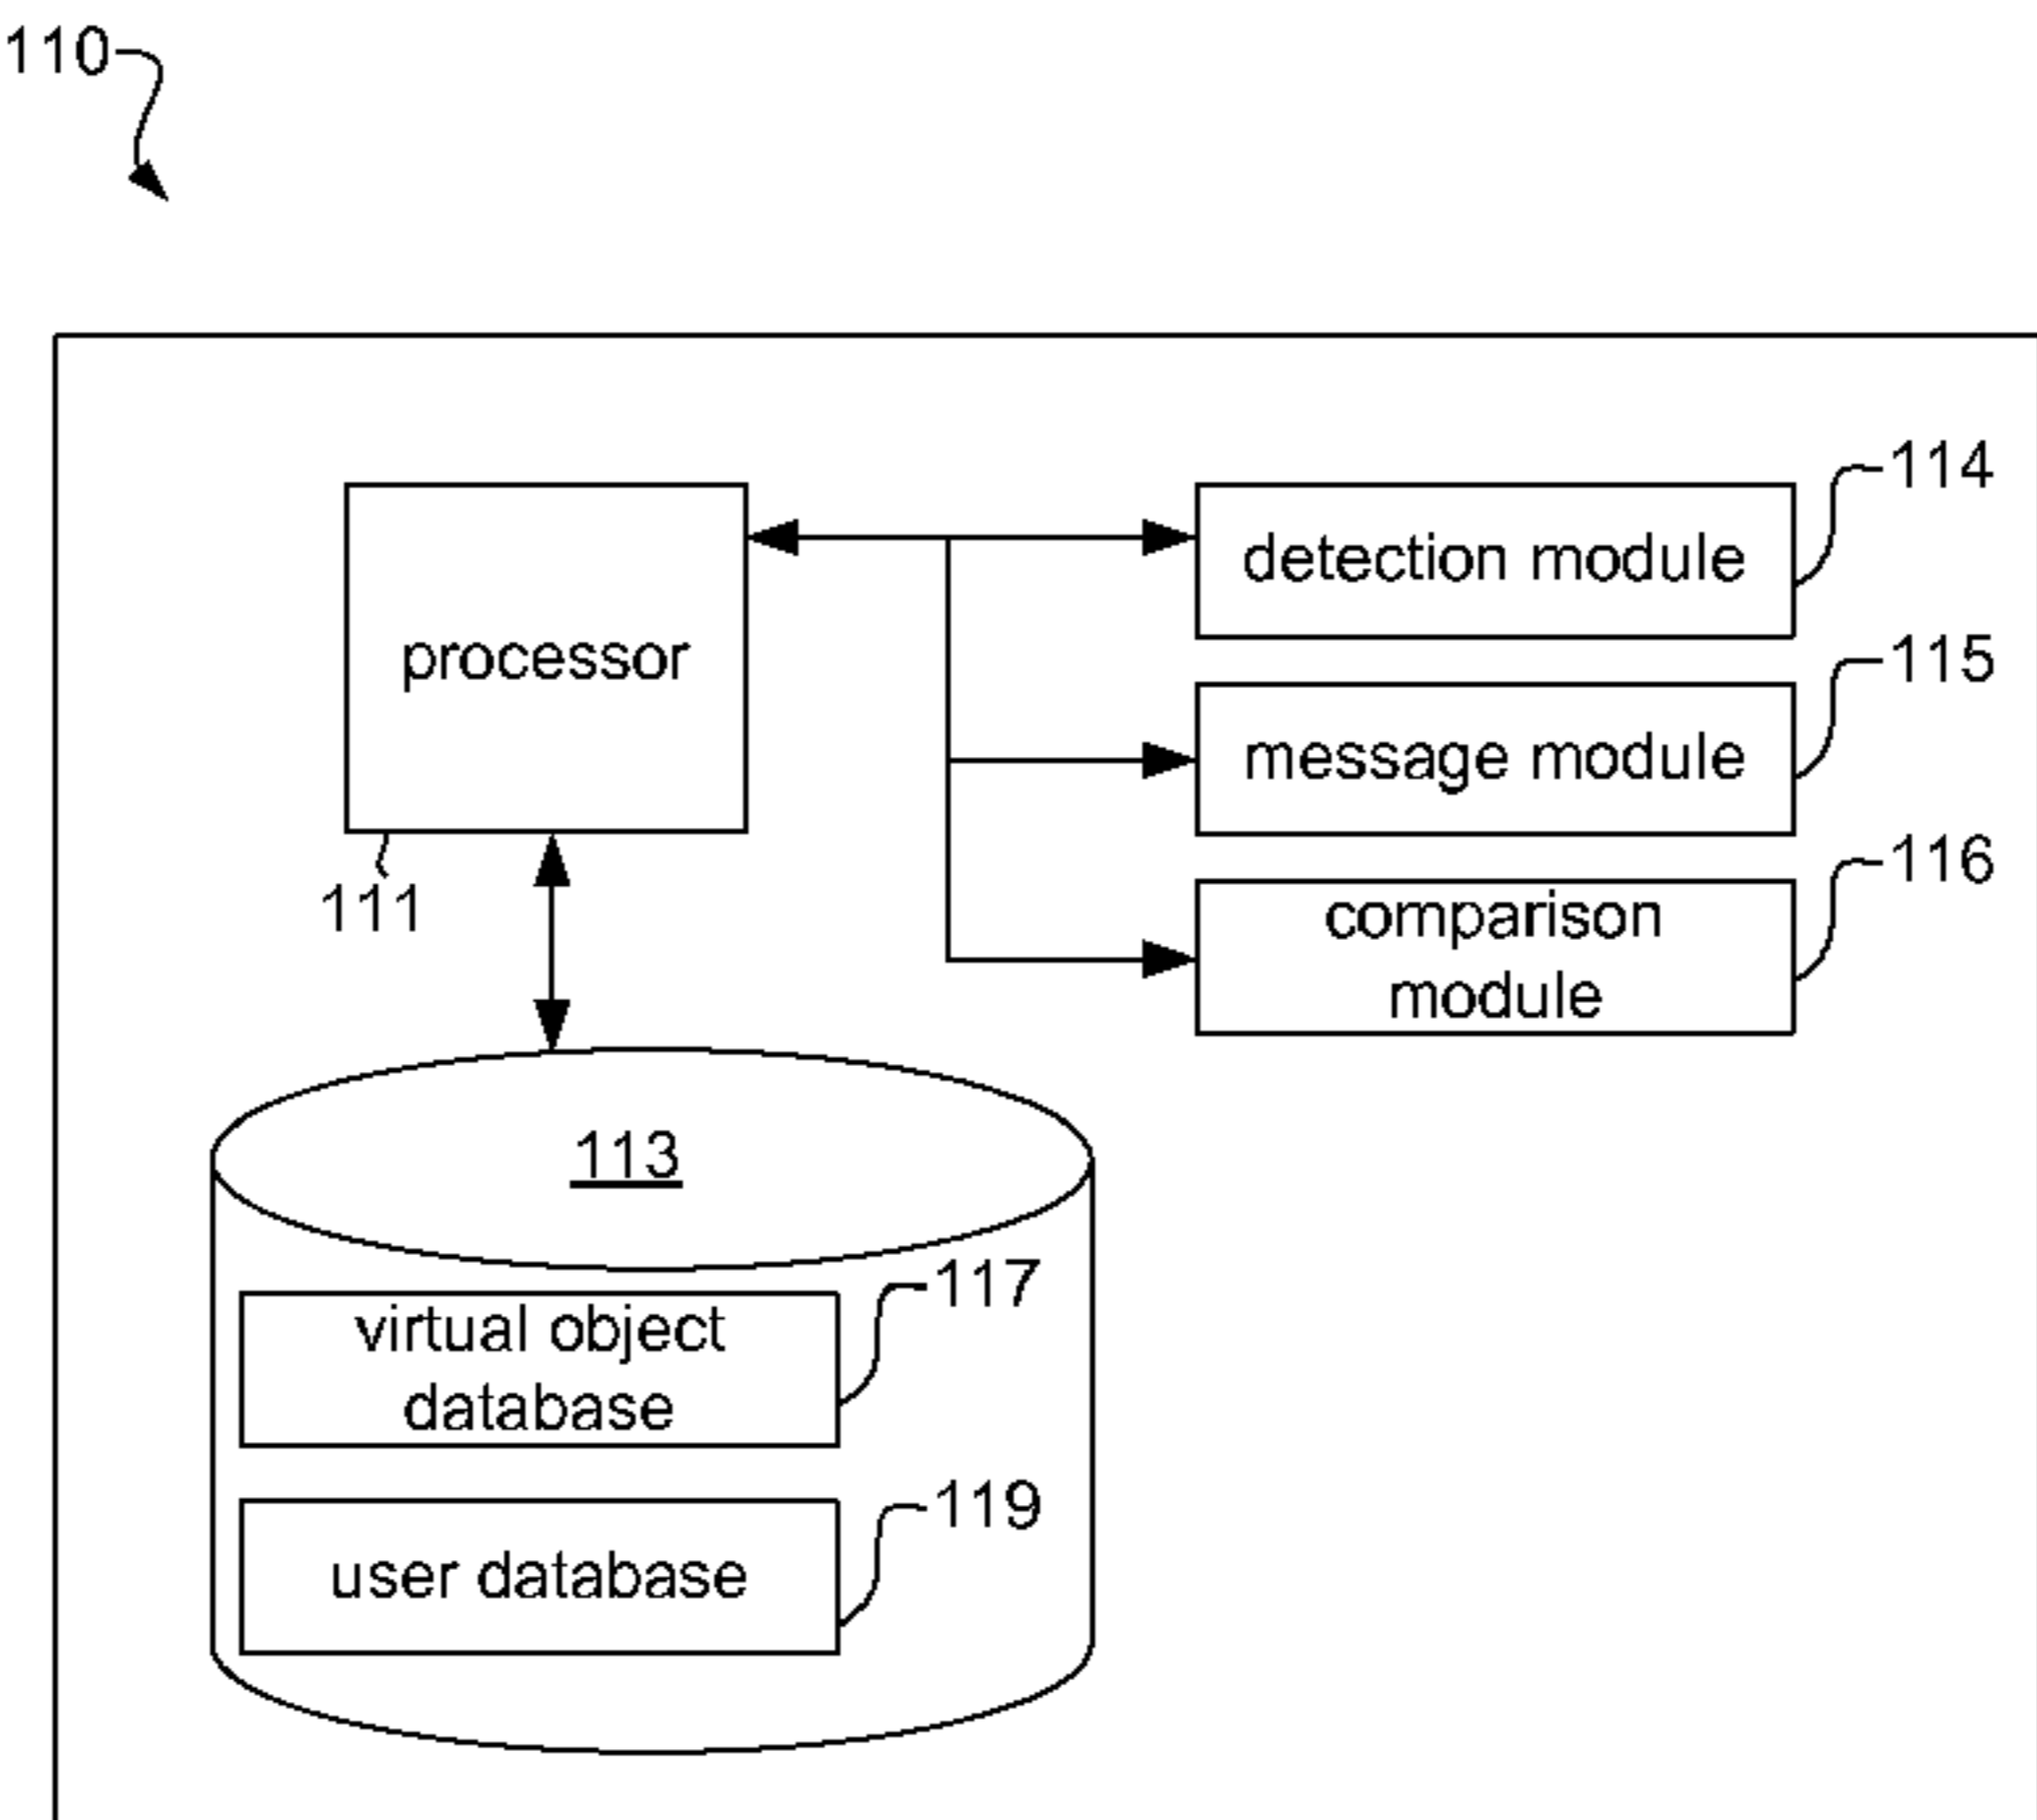 110
114
detection module
processor
115
message module
111
116
comparison
module
113
117
virtual object
database
119
user database